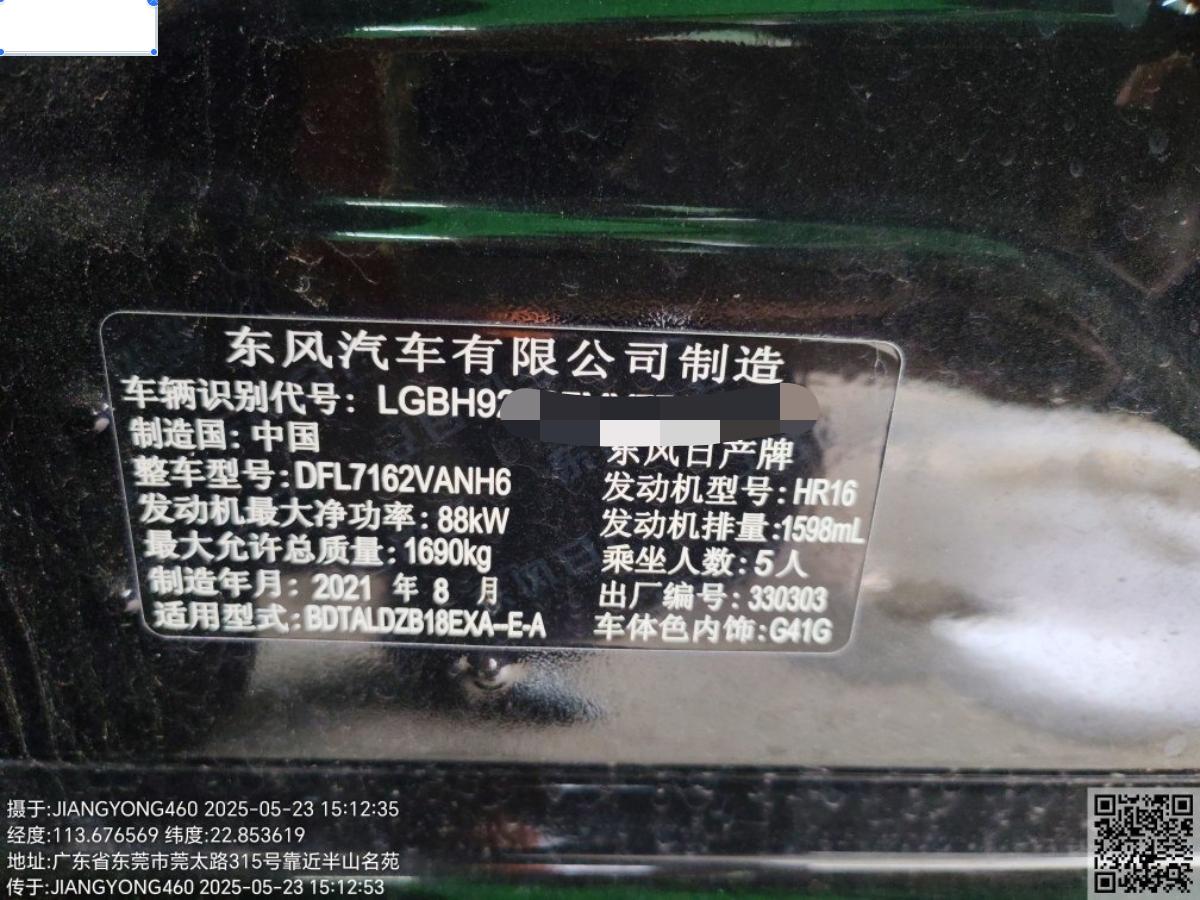 东风汽车有限公司制造
车辆识别代号: LGBH92
制造国: 中国 东风日产牌
整车型号: DFL7162VANH6 发动机型号: HR16
发动机最大净功率: 88kW 发动机排量:1598mL
最大允许总质量: 1690kg 乘坐人数: 5人
制造年月: 2021 年 8 月 出厂编号: 330303
适用型式: BDTALDZB18EXA-E-A 车体色内饰:G41G
摄于:JIANGYONG460 2025-05-23 15:12:35
经度:113.676569 纬度:22.853619
地址:广东省东莞市莞太路315号靠近半山名苑
传于:JIANGYONG460 2025-05-23 15:12:53